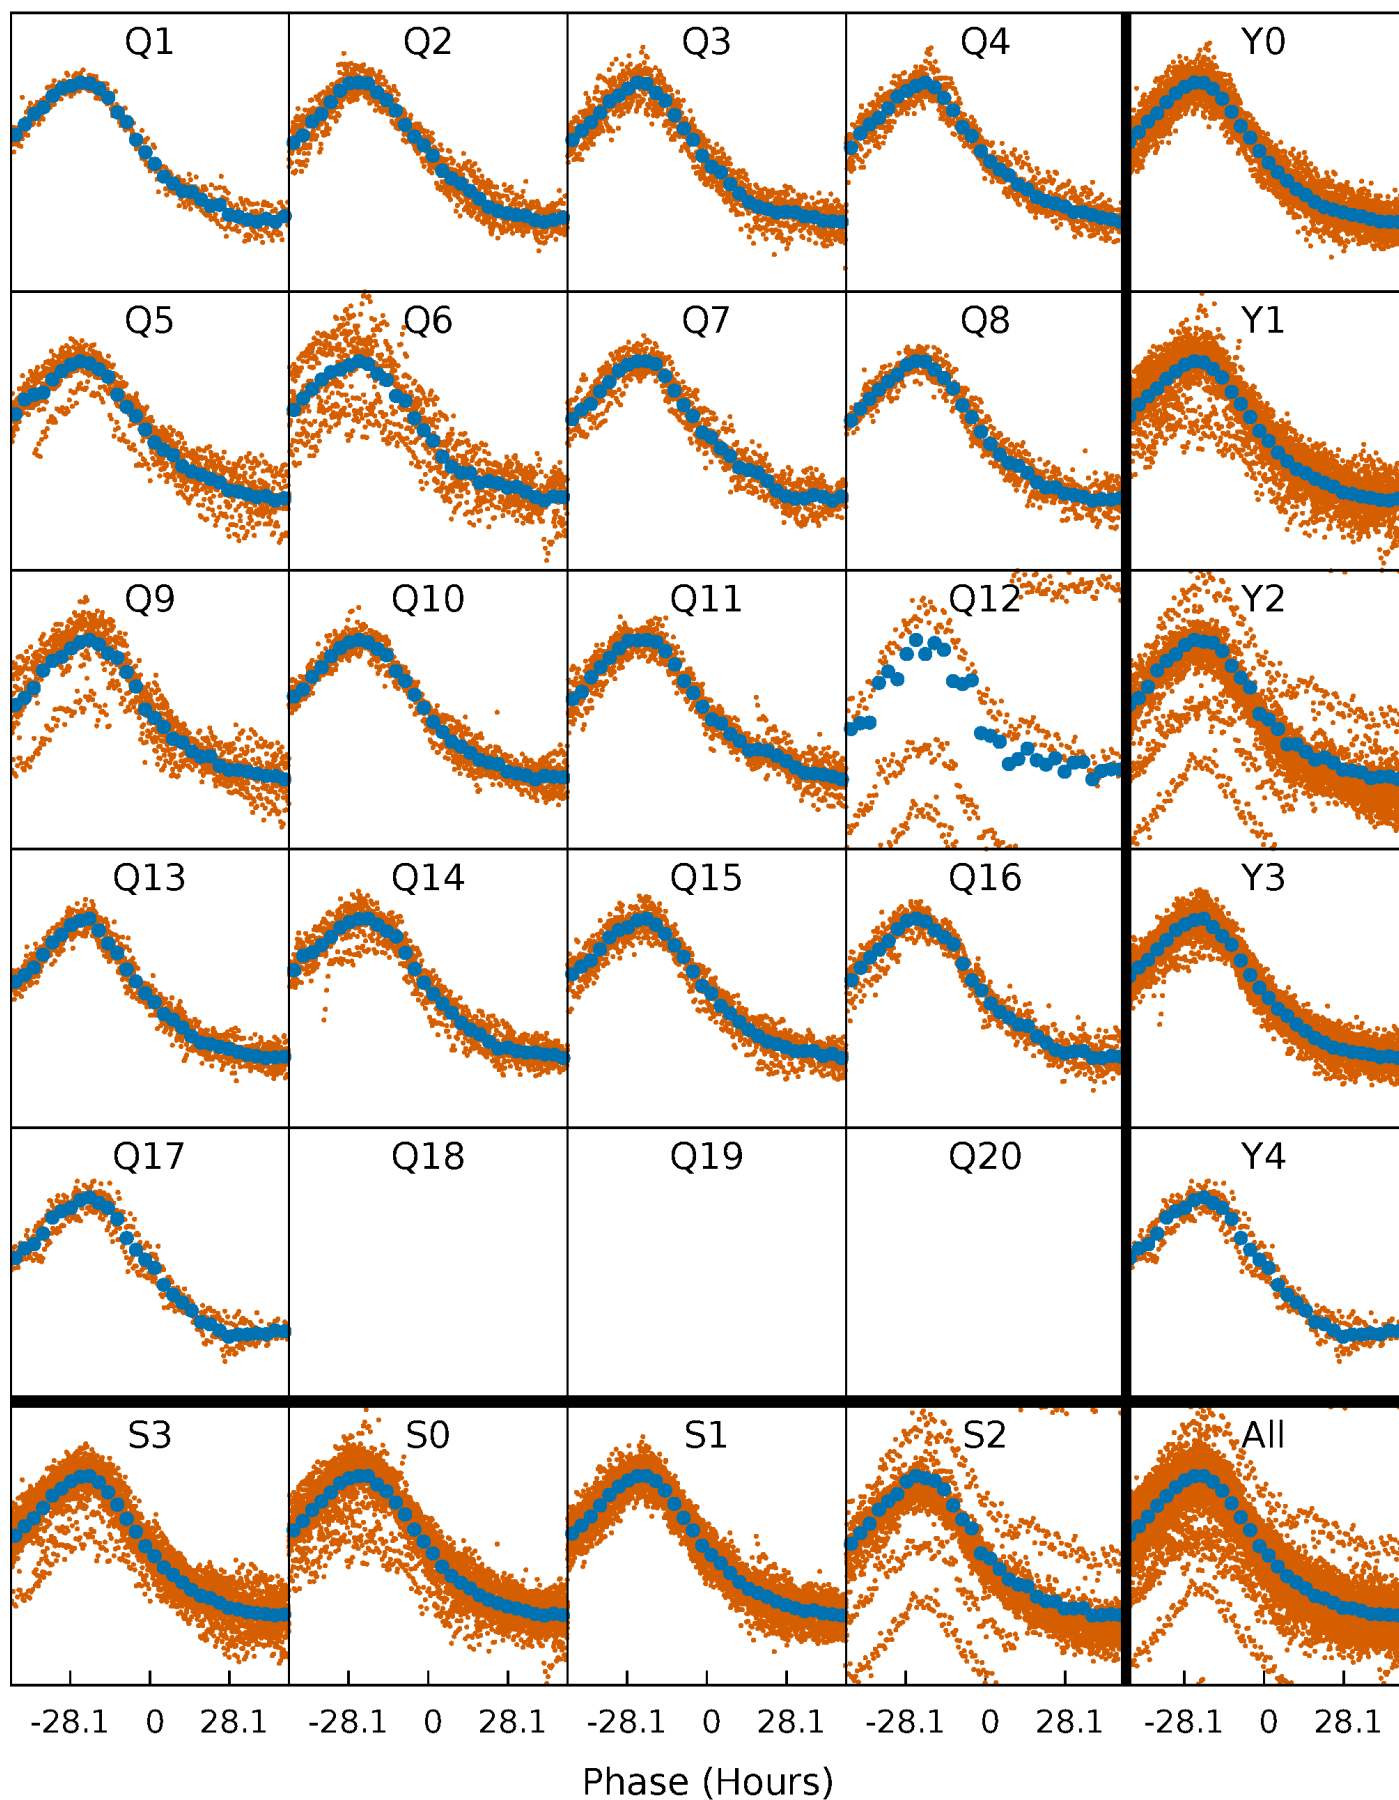 Q1 Q2 Q3 Q4 Y0
Q5 Q6 Q7 Q8 Y1
Q9 Q10 Q11 Q12 Y2
Q13 Q14 Q15 Q16 Y3
Q17 Q18 Q19 Q20 Y4
S3 S0 S1 S2 All
-28.1 0 28.1 -28.1 0 28.1 -28.1 0 28.1 -28.1 0 28.1 -28.1 0 28.1
Phase (Hours)